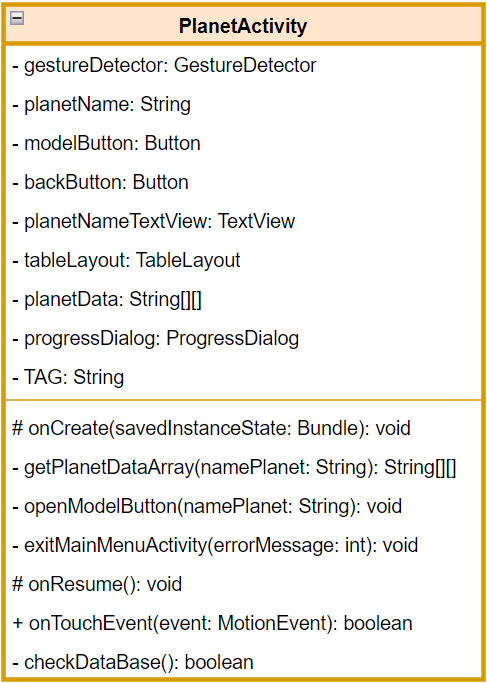 PlanetActivity
- gestureDetector: GestureDetector
- planetName: String
- modelButton: Button
- backButton: Button
- planetNameTextView: TextView
- tableLayout: TableLayout
- planetData: String[][]
- progressDialog: ProgressDialog
- TAG: String
# onCreate(savedInstanceState: Bundle): void
- getPlanetDataArray(namePlanet: String): String[][]
- openModelButton(namePlanet: String): void
- exitMainMenuActivity(errorMessage: int): void
# onResume(): void
+ onTouchEvent(event: MotionEvent): boolean
- checkDataBase(): boolean